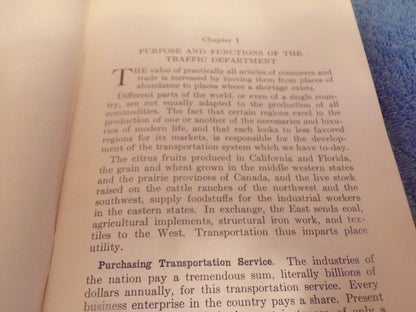 Chapter 1
PURPOSE AND FUNCTIONS OF THE
TRAFFIC DEPARTMENT
THE value of practically all articles of commerce and
trade is increased by moving them from places of
abundance to places where a shortage exists.
Different parts of the world, or even of a single coun-
try, are not equally adapted to the production of all
commodities. The fact that certain regions excel in the
production of one or another of the necessaries and luxu-
ries of modern life, and that each looks to less favored
regions for its markets, is responsible for the develop-
ment of the transportation system which we have to-day.
The citrus fruits produced in California and Florida,
the grain and wheat grown in the middle western states
and the prairie provinces of Canada, and the live stock
raised on the cattle ranches of the northwest and the
southwest, supply foodstuffs for the industrial workers
in the eastern states. In exchange, the East sends coal,
agricultural implements, structural iron work, and tex-
tiles to the West. Transportation thus imparts place
utility.
Purchasing Transportation Service. The industries of
the nation pay a tremendous sum, literally billions of
dollars annually, for this transportation service. Every
business enterprise in the country pays a share. Present
instances of only a